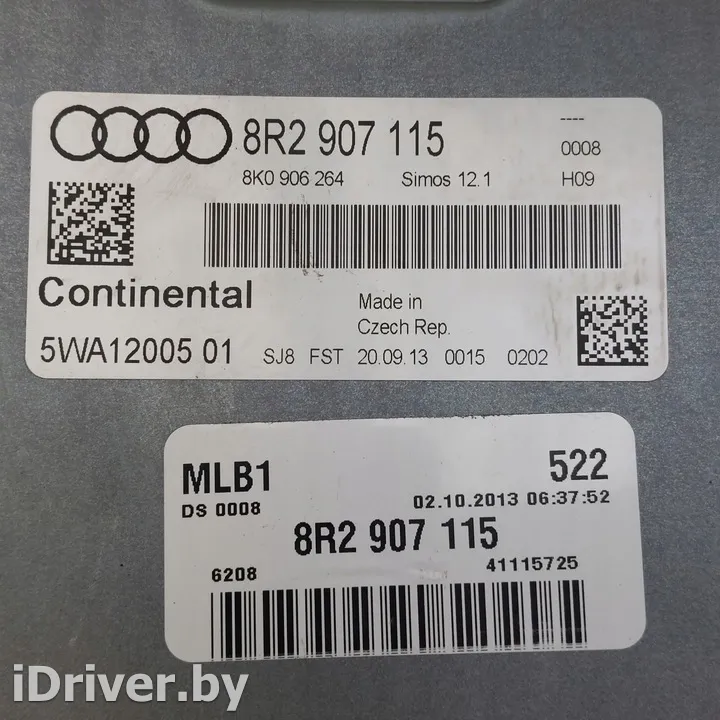 8R2 907 115
----
0008
8K0 906 264 Simos 12.1 H09
Continental
Made in
Czech Rep.
5WA12005 01 SJ8 FST 20.09.13 0015 0202
MLB1 522
DS 0008 02.10.2013 06:37:52
8R2 907 115
6208 41115725
iDriver.by